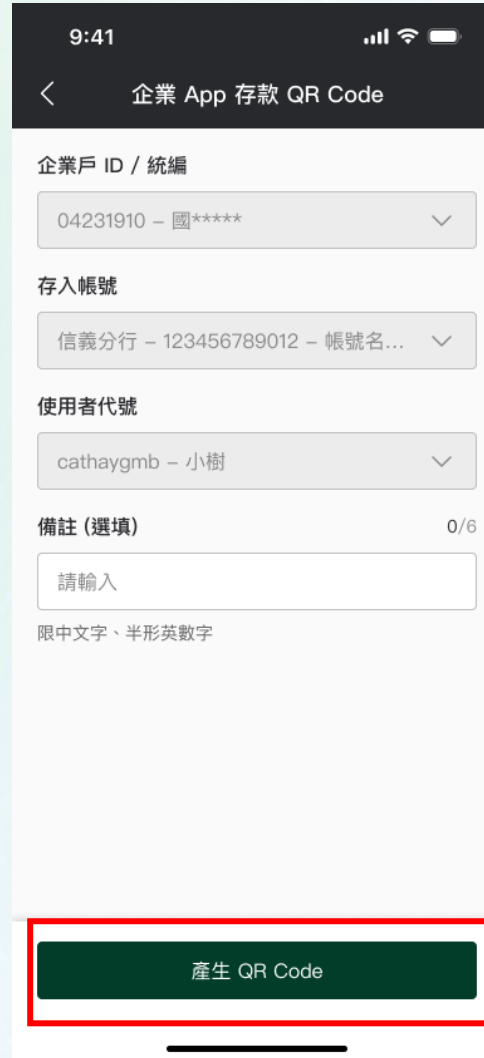 9:41
企業 App 存款 QR Code
企業戶 ID / 統編
04231910 – 國*****
存入帳號
信義分行 – 123456789012 – 帳號名...
使用者代號
cathaygmb – 小樹
備註 (選填) 0/6
請輸入
限中文字、半形英數字
產生 QR Code